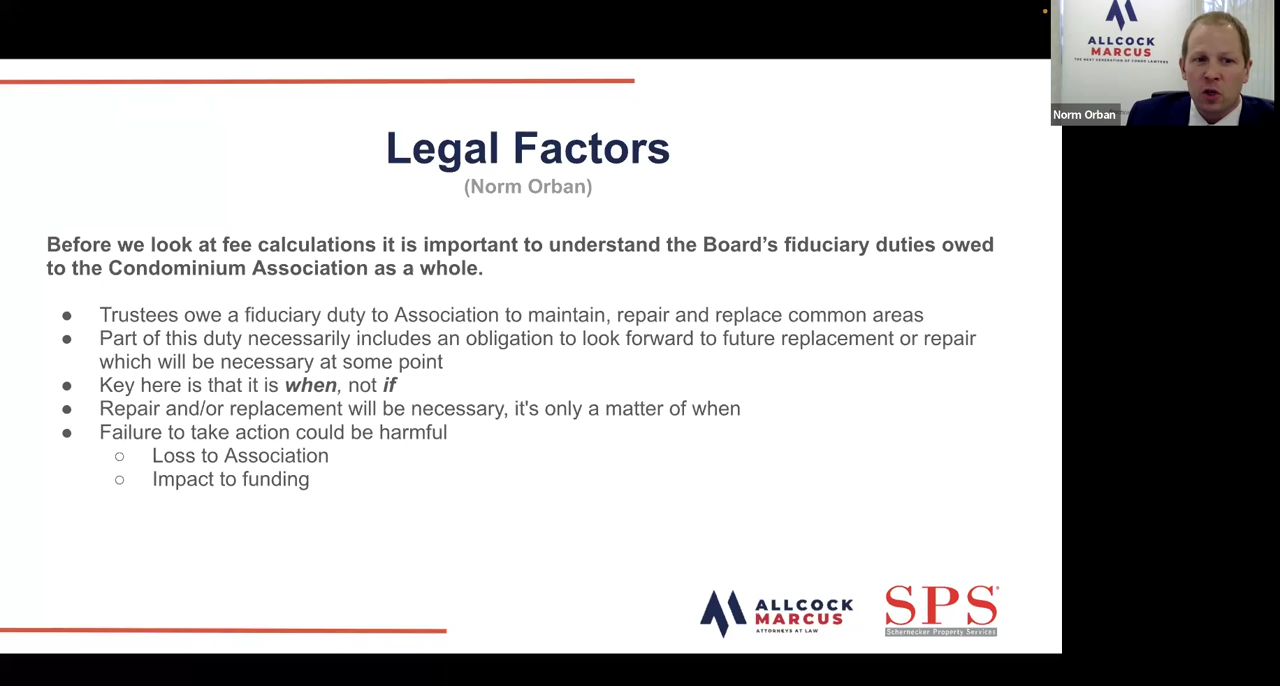 ALLCOCK
MARCUS
THE NEXT GENERATION OF CONDO LAWYERS
Norm Orban
Legal Factors
(Norm Orban)
Before we look at fee calculations it is important to understand the Board's fiduciary duties owed
to the Condominium Association as a whole.
● Trustees owe a fiduciary duty to Association to maintain, repair and replace common areas
● Part of this duty necessarily includes an obligation to look forward to future replacement or repair
which will be necessary at some point
● Key here is that it is when, not if
● Repair and/or replacement will be necessary, it's only a matter of when
● Failure to take action could be harmful
○ Loss to Association
○ Impact to funding
ALLCOCK
MARCUS
ATTORNEYS AT LAW
SPS
Schernecker Property Services